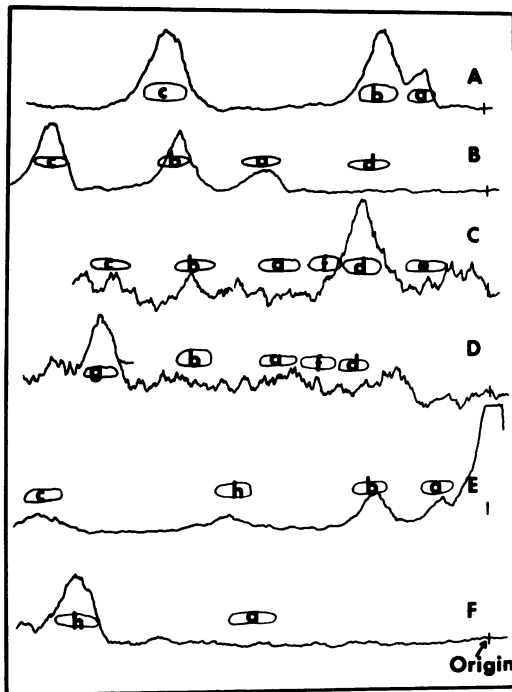 c b a A
c b a d B
c b a f d e C
g b a f d D
c h b a E
h a F
Origin